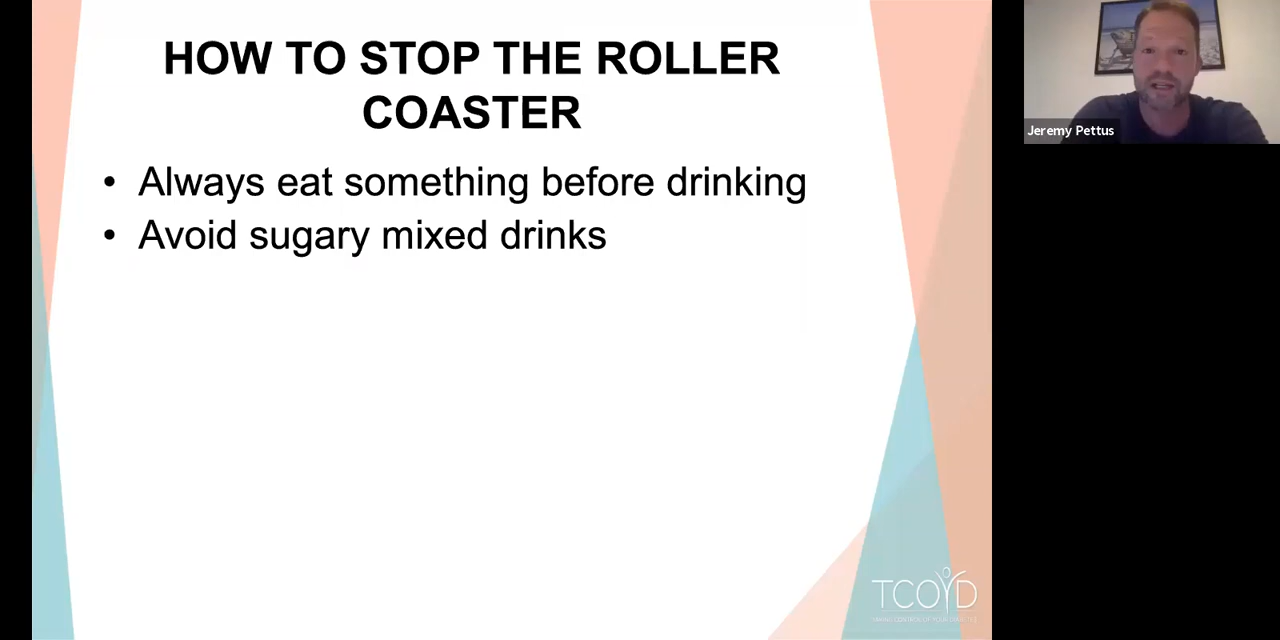 HOW TO STOP THE ROLLER
COASTER
• Always eat something before drinking
• Avoid sugary mixed drinks
Jeremy Pettus
TCOYD